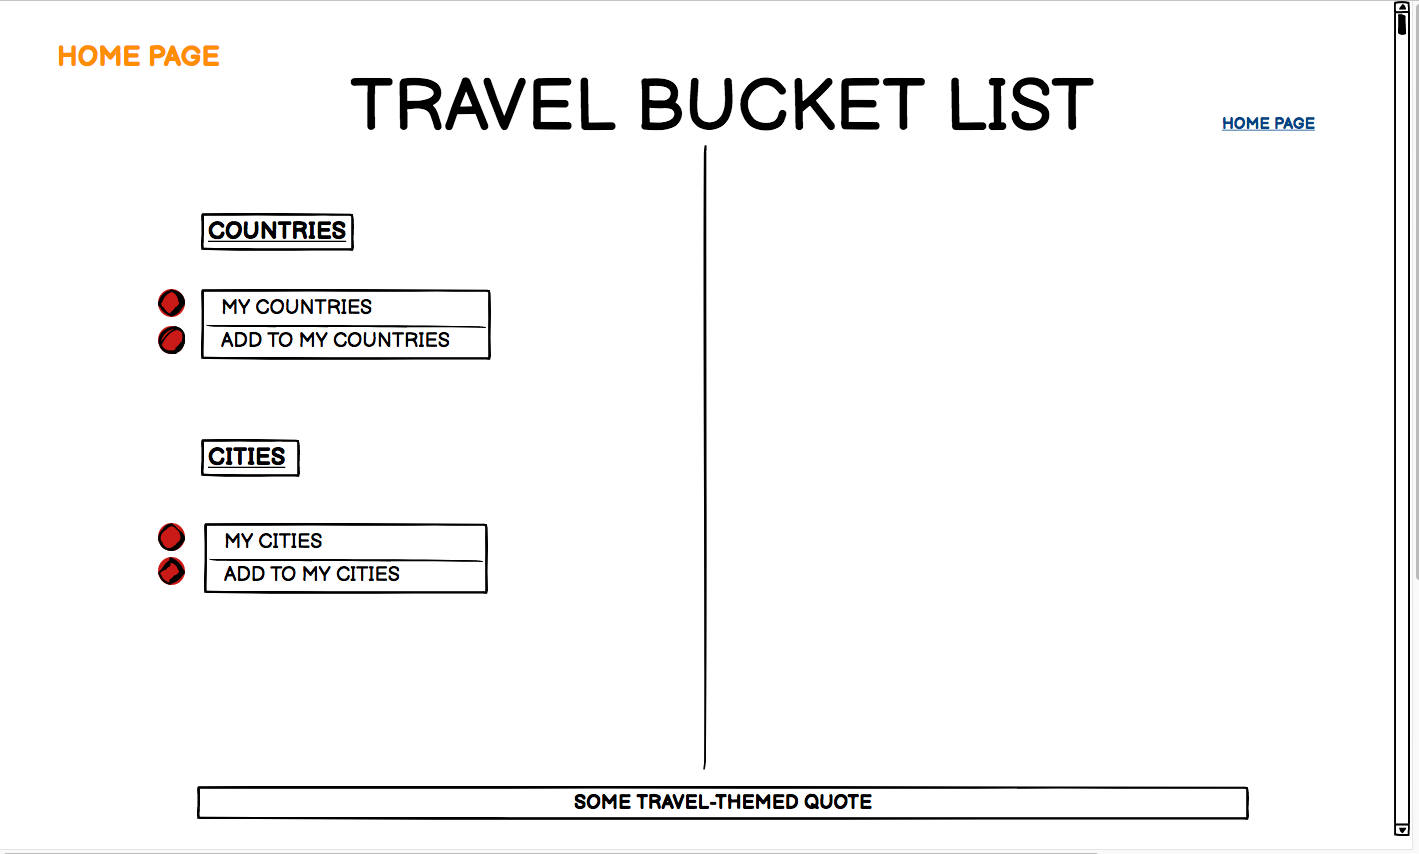 HOME PAGE
TRAVEL BUCKET LIST
HOME PAGE
COUNTRIES
MY COUNTRIES
ADD TO MY COUNTRIES
CITIES
MY CITIES
ADD TO MY CITIES
SOME TRAVEL-THEMED QUOTE